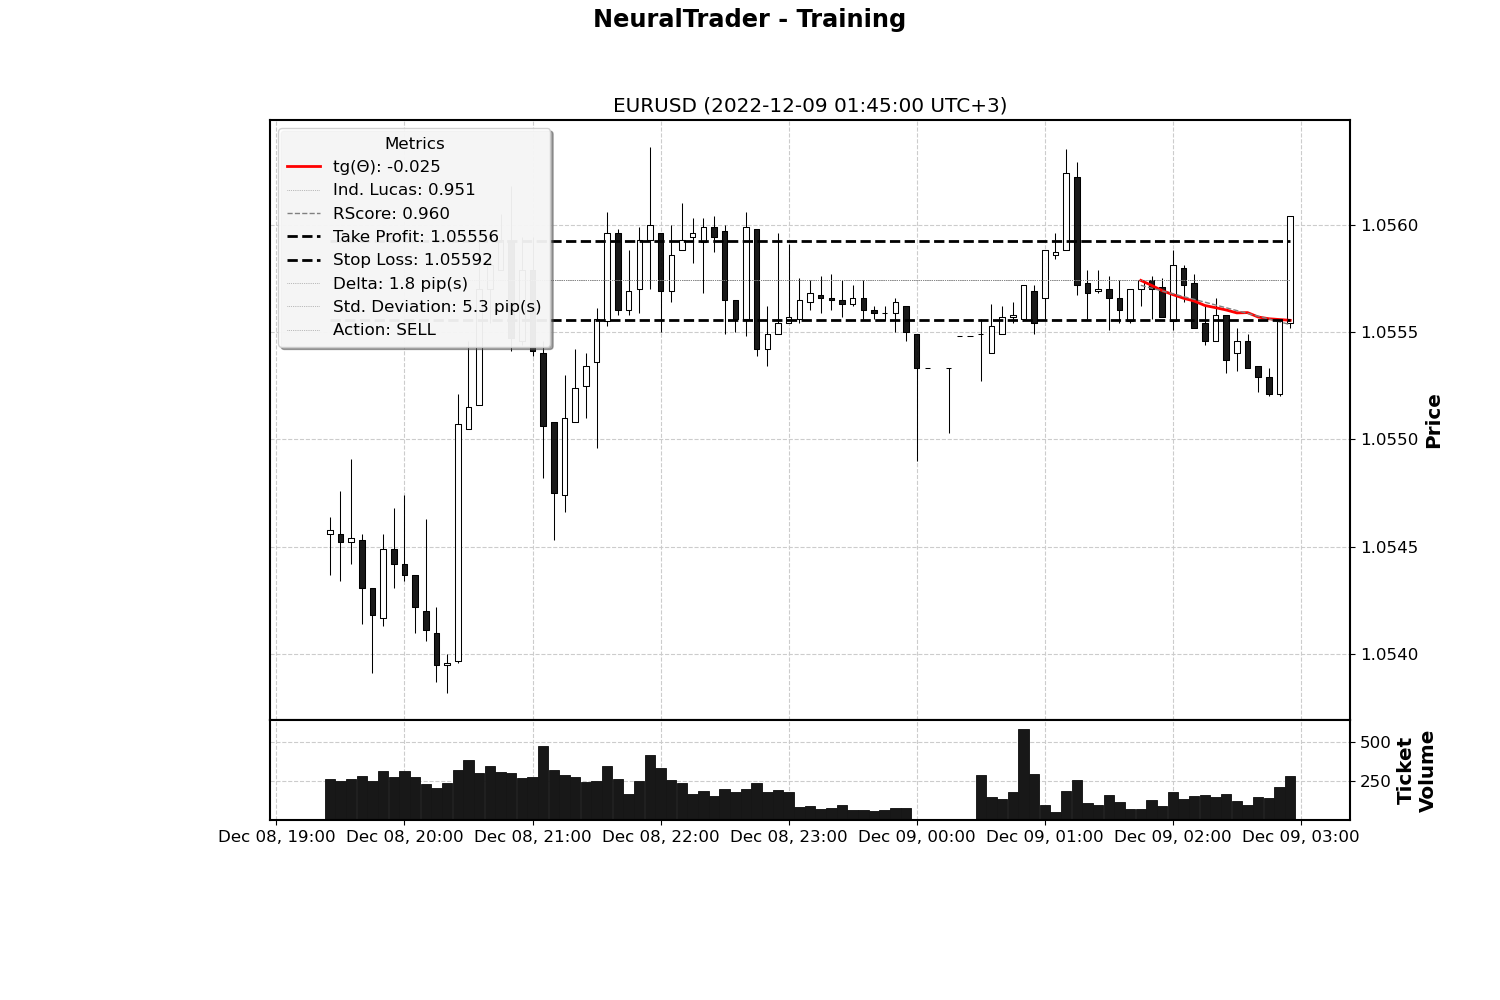 NeuralTrader - Training
EURUSD (2022-12-09 01:45:00 UTC+3)
Metrics
tg(Θ): -0.025
Ind. Lucas: 0.951
RScore: 0.960
Take Profit: 1.05556
Stop Loss: 1.05592
Delta: 1.8 pip(s)
Std. Deviation: 5.3 pip(s)
Action: SELL
1.0560
1.0555
1.0550
1.0545
1.0540
Price
500
250
Ticket
Volume
Dec 08, 19:00 Dec 08, 20:00 Dec 08, 21:00 Dec 08, 22:00 Dec 08, 23:00 Dec 09, 00:00 Dec 09, 01:00 Dec 09, 02:00 Dec 09, 03:00